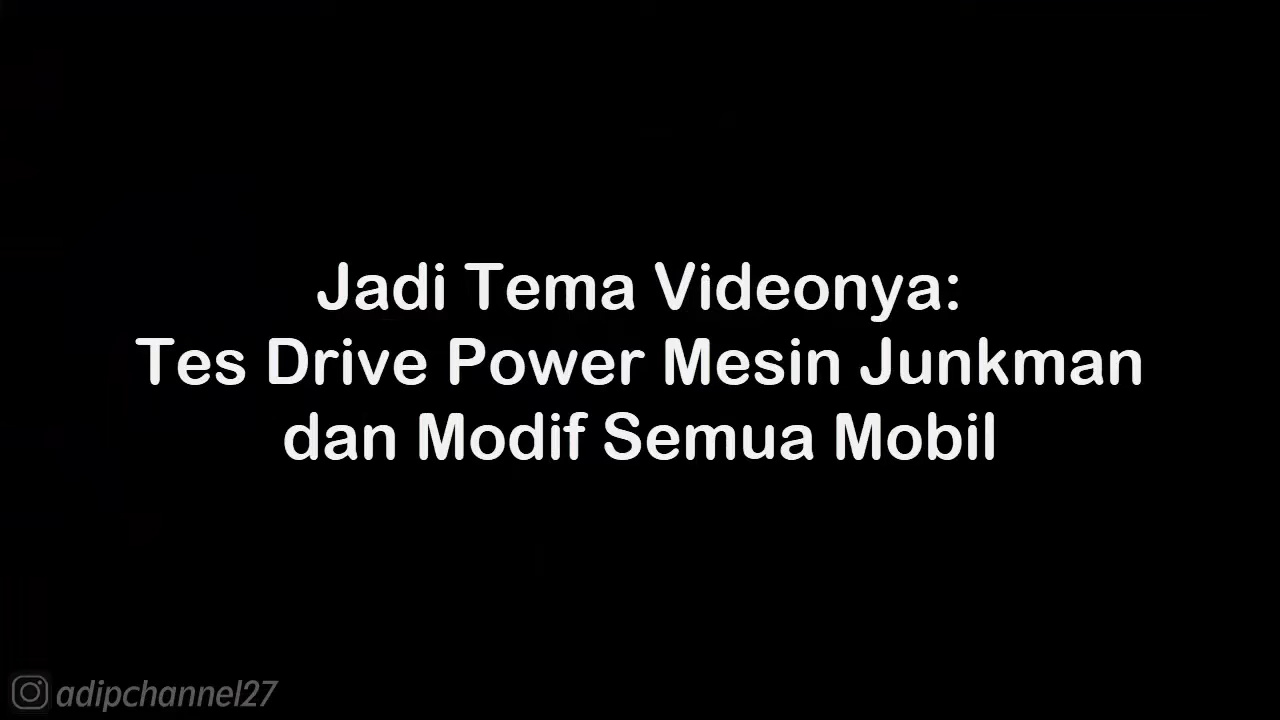 Jadi Tema Videonya:
Tes Drive Power Mesin Junkman
dan Modif Semua Mobil
adipchannel27